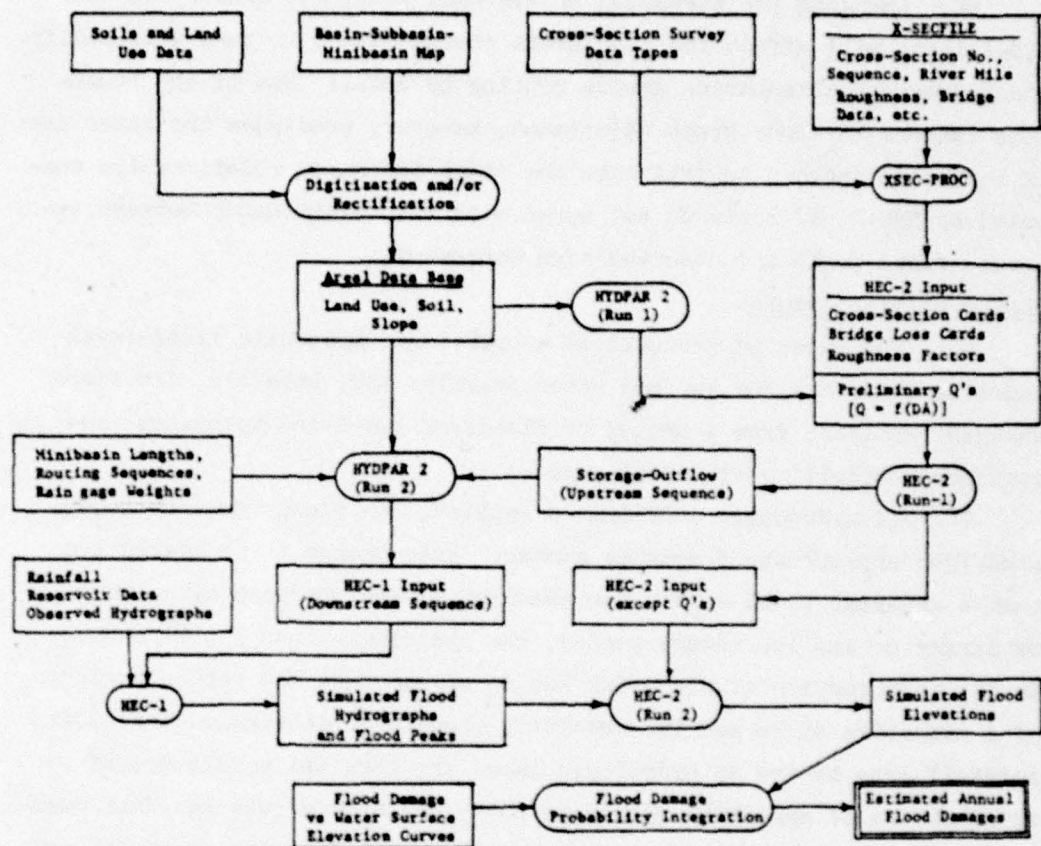 Soils and Land
Use Data
Basin-Subbasin-
Minibasin Map
Cross-Section Survey
Data Tapes
X-SECFILE
Cross-Section No.,
Sequence, River Mile
Roughness, Bridge
Data, etc.
Digitization and/or
Rectification
XSEC-PROC
Areal Data Base
Land Use, Soil,
Slope
HYDPAR 2
(Run 1)
HEC-2 Input
Cross-Section Cards
Bridge Loss Cards
Roughness Factors
Preliminary Q's
[Q = f(DA)]
Minibasin Lengths,
Routing Sequences,
Rain gage Weights
HYDPAR 2
(Run 2)
Storage-Outflow
(Upstream Sequence)
HEC-2
(Run-1)
Rainfall
Reservoir Data
Observed Hydrographs
HEC-1 Input
(Downstream Sequence)
HEC-2 Input
(except Q's)
HEC-1
Simulated Flood
Hydrographs
and Flood Peaks
HEC-2
(Run 2)
Simulated Flood
Elevations
Flood Damage
vs Water Surface
Elevation Curves
Flood Damage
Probability Integration
Estimated Annual
Flood Damages